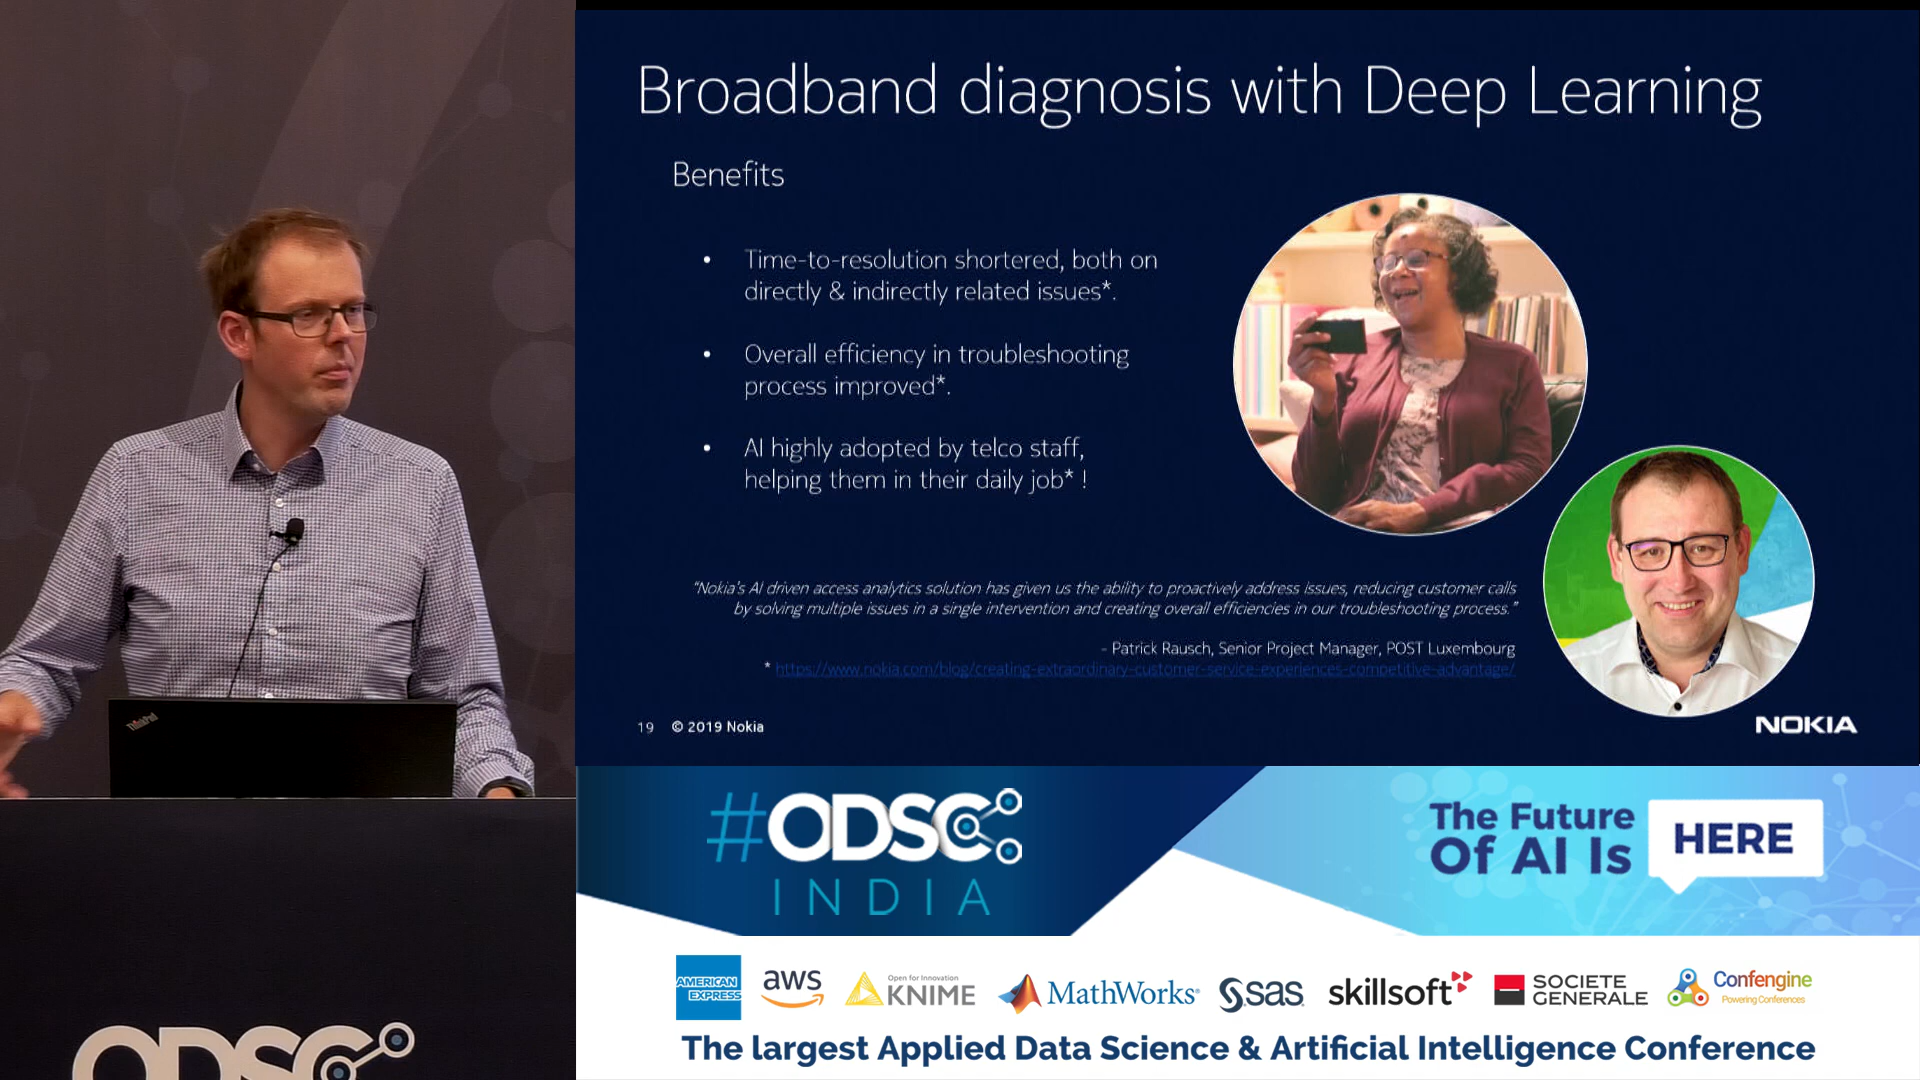 Broadband diagnosis with Deep Learning
Benefits
• Time-to-resolution shortered, both on
directly & indirectly related issues*.
• Overall efficiency in troubleshooting
process improved*.
• AI highly adopted by telco staff,
helping them in their daily job* !
"Nokia's AI driven access analytics solution has given us the ability to proactively address issues, reducing customer calls
by solving multiple issues in a single intervention and creating overall efficiencies in our troubleshooting process."
- Patrick Rausch, Senior Project Manager, POST Luxembourg
* https://www.nokia.com/blog/creating-extraordinary-customer-service-experiences-competitive-advantage/
19 © 2019 Nokia
NOKIA
ThinkPad
#ODSC
INDIA
The Future
Of AI Is
HERE
AMERICAN
EXPRESS
aws
Open for Innovation
KNIME
MathWorks
sas
skillsoft
SOCIETE
GENERALE
Confengine
Powering Conferences
The largest Applied Data Science & Artificial Intelligence Conference
ODSC